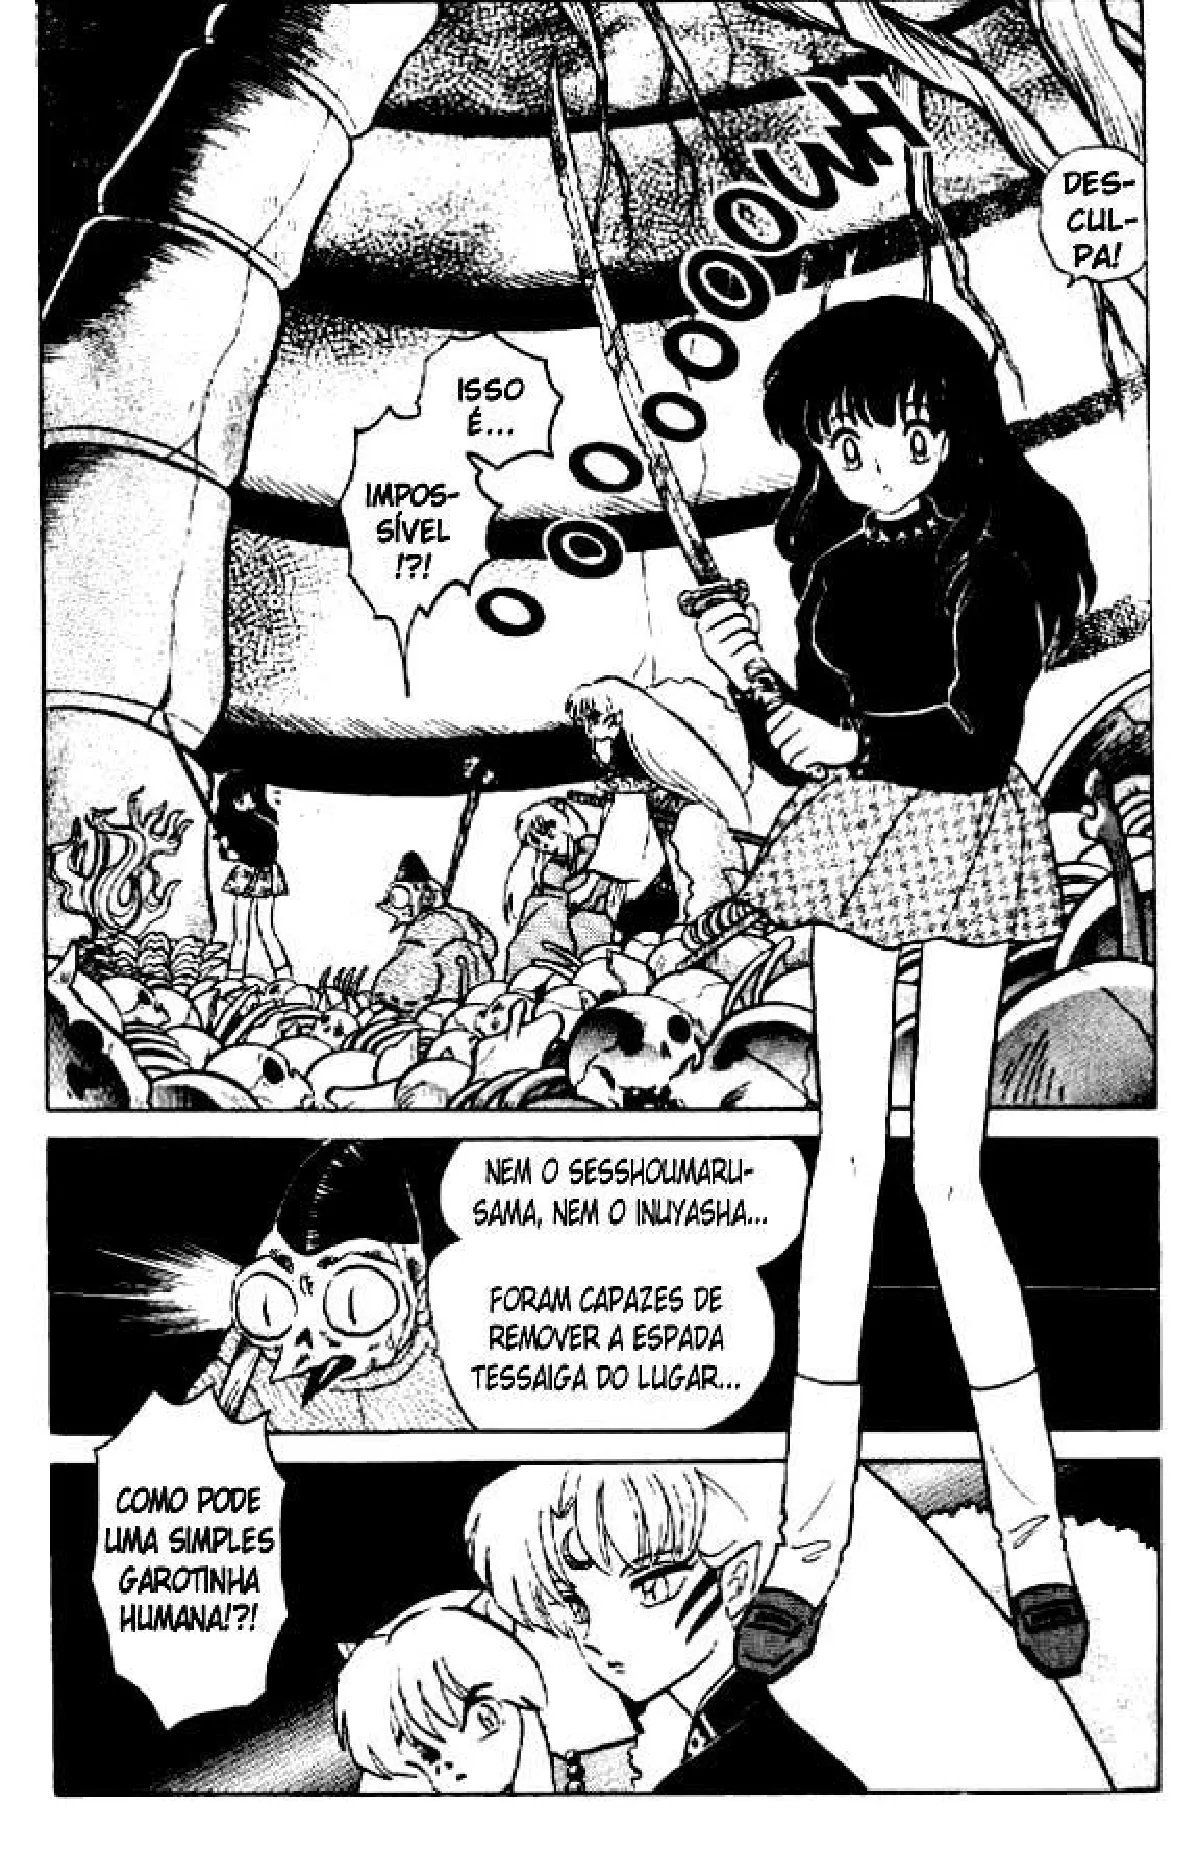 DES-
CUL-
PA!
HWOOOOOOOO
ISSO
É...
IMPOS-
SÍVEL
!?!
NEM O SESSHOUMARU-
SAMA, NEM O INUYASHA...
FORAM CAPAZES DE
REMOVER A ESPADA
TESSAIGA DO LUGAR...
COMO PODE
UMA SIMPLES
GAROTINHA
HUMANA!?!